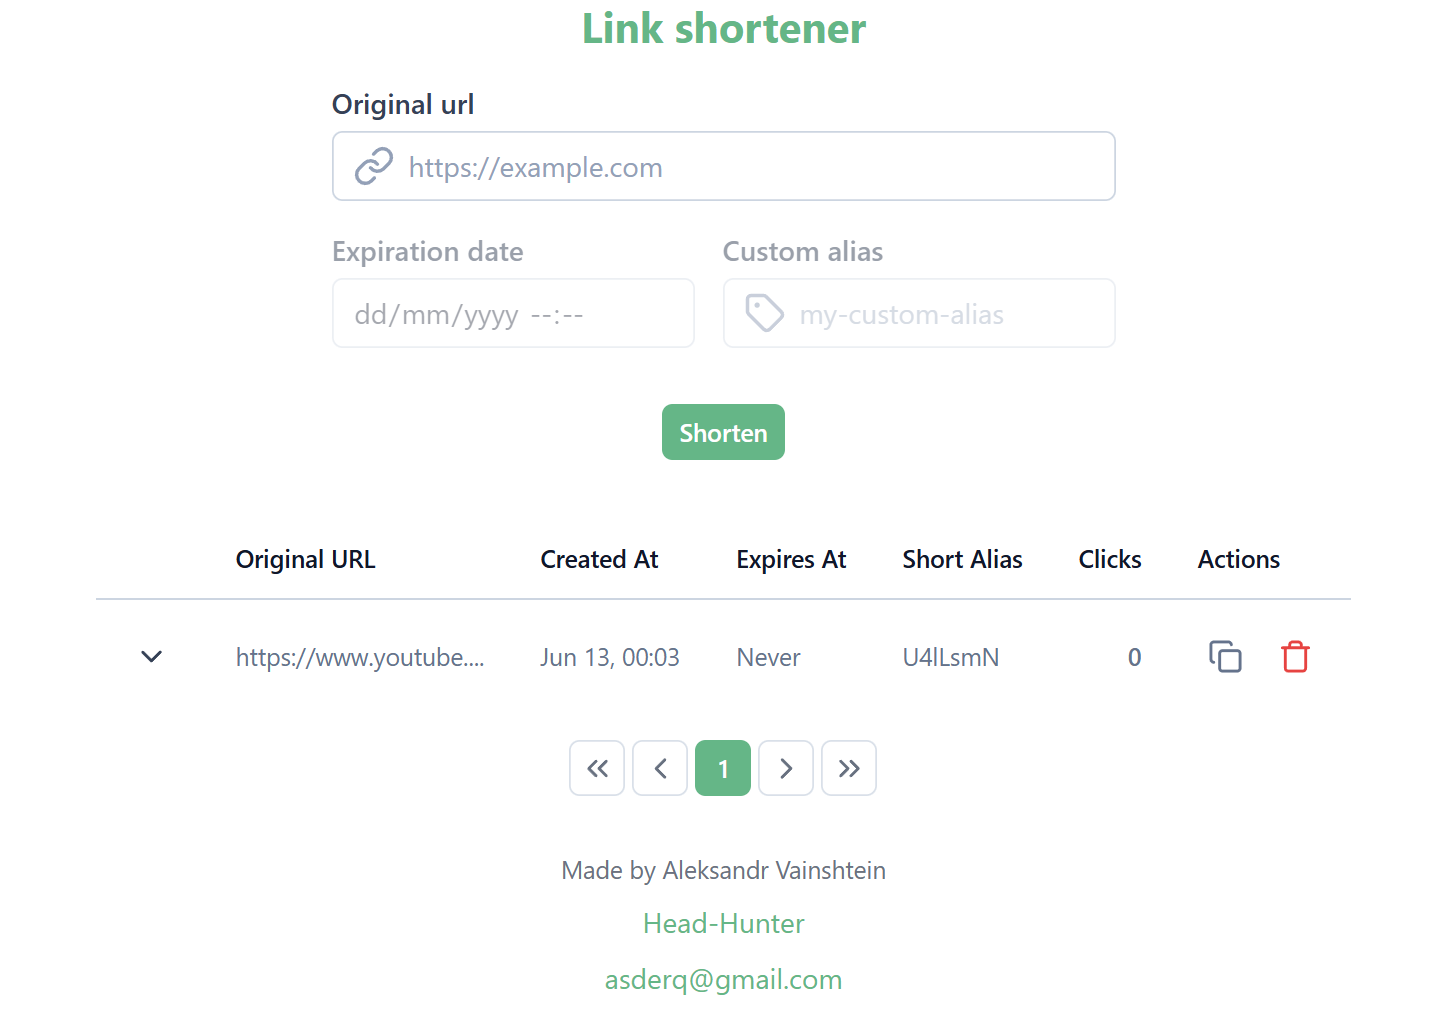 Link shortener
Original url
https://example.com
Expiration date Custom alias
dd/mm/yyyy --:-- my-custom-alias
Shorten
Original URL Created At Expires At Short Alias Clicks Actions
https://www.youtube.... Jun 13, 00:03 Never U4lLsmN 0
1
Made by Aleksandr Vainshtein
Head-Hunter
asderq@gmail.com